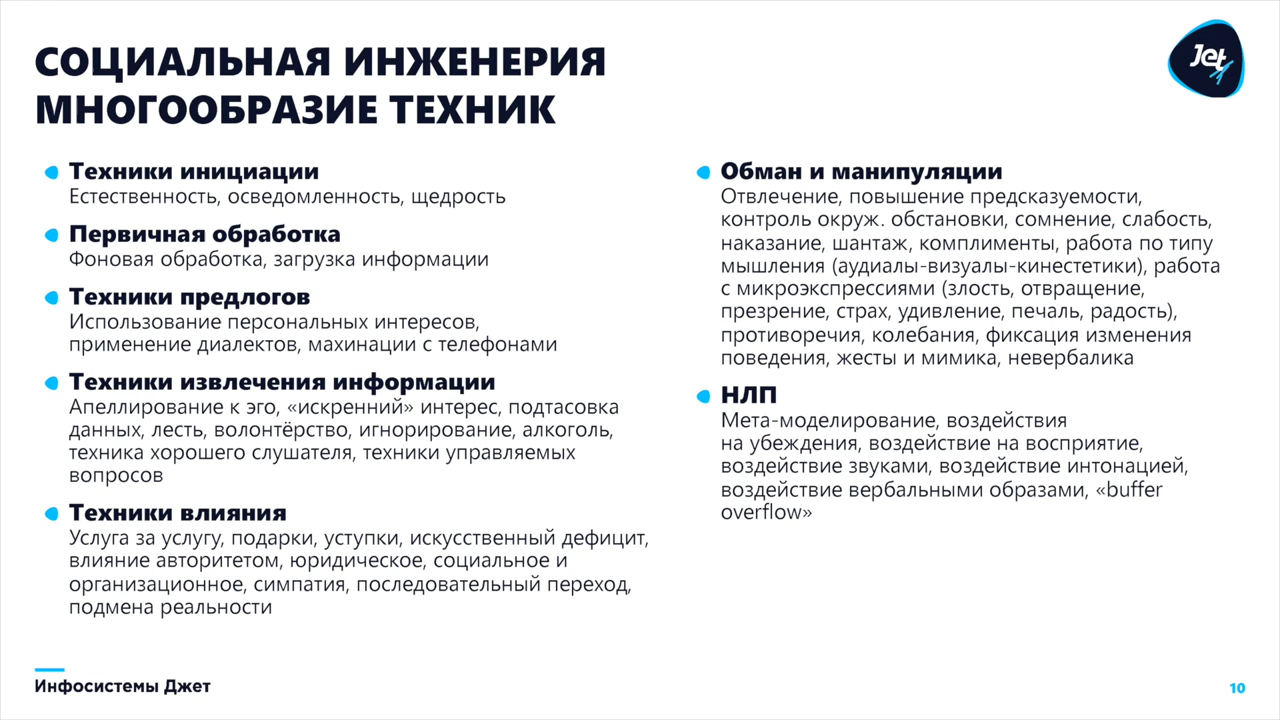 СОЦИАЛЬНАЯ ИНЖЕНЕРИЯ
МНОГООБРАЗИЕ ТЕХНИК
Jet
Техники инициации
Естественность, осведомленность, щедрость
Первичная обработка
Фоновая обработка, загрузка информации
Техники предлогов
Использование персональных интересов,
применение диалектов, махинации с телефонами
Техники извлечения информации
Апеллирование к эго, «искренний» интерес, подтасовка
данных, лесть, волонтёрство, игнорирование, алкоголь,
техника хорошего слушателя, техники управляемых
вопросов
Техники влияния
Услуга за услугу, подарки, уступки, искусственный дефицит,
влияние авторитетом, юридическое, социальное и
организационное, симпатия, последовательный переход,
подмена реальности
Обман и манипуляции
Отвлечение, повышение предсказуемости,
контроль окруж. обстановки, сомнение, слабость,
наказание, шантаж, комплименты, работа по типу
мышления (аудиалы-визуалы-кинестетики), работа
с микроэкспрессиями (злость, отвращение,
презрение, страх, удивление, печаль, радость),
противоречия, колебания, фиксация изменения
поведения, жесты и мимика, невербалика
НЛП
Мета-моделирование, воздействия
на убеждения, воздействие на восприятие,
воздействие звуками, воздействие интонацией,
воздействие вербальными образами, «buffer
overflow»
Инфосистемы Джет
10